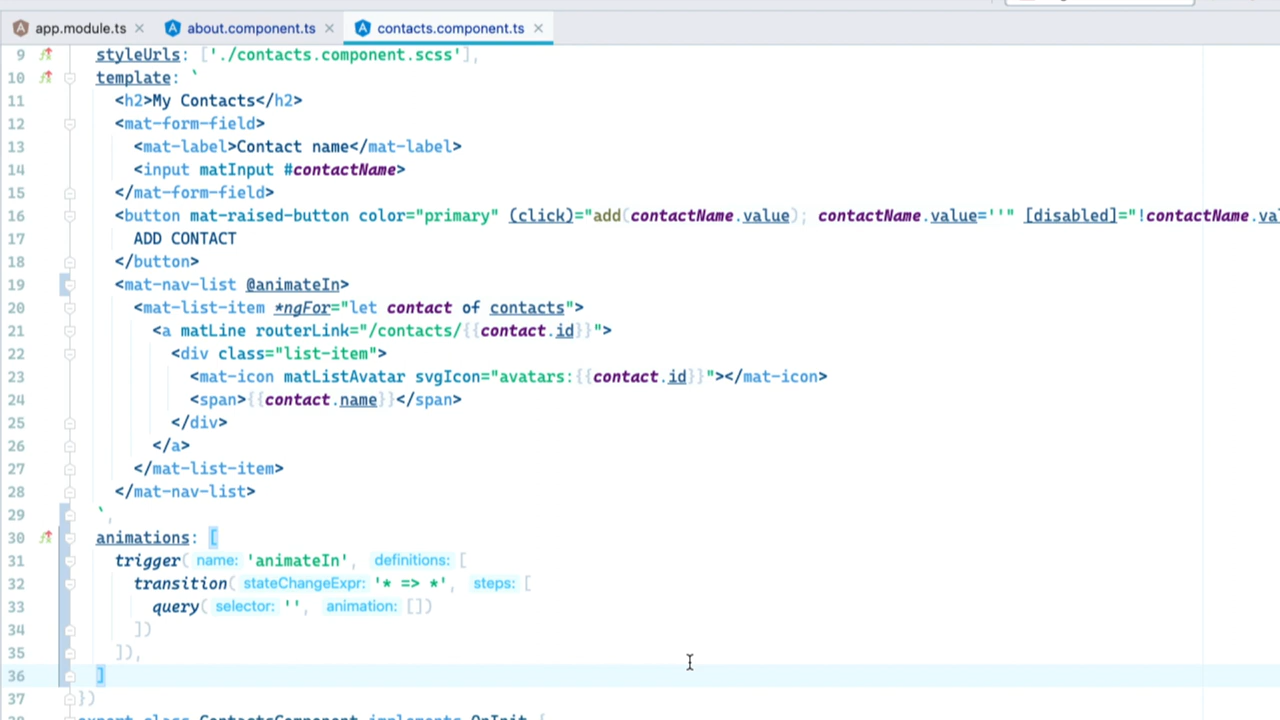 app.module.ts × about.component.ts × contacts.component.ts ×
9 styleUrls: ['./contacts.component.scss'],
10 template: `
11 <h2>My Contacts</h2>
12 <mat-form-field>
13 <mat-label>Contact name</mat-label>
14 <input matInput #contactName>
15 </mat-form-field>
16 <button mat-raised-button color="primary" (click)="add(contactName.value); contactName.value=''" [disabled]="!contactName.va
17 ADD CONTACT
18 </button>
19 <mat-nav-list @animateIn>
20 <mat-list-item *ngFor="let contact of contacts">
21 <a matLine routerLink="/contacts/{{contact.id}}">
22 <div class="list-item">
23 <mat-icon matListAvatar svgIcon="avatars:{{contact.id}}"></mat-icon>
24 <span>{{contact.name}}</span>
25 </div>
26 </a>
27 </mat-list-item>
28 </mat-nav-list>
29 `,
30 animations: [
31 trigger( name: 'animateIn', definitions: [
32 transition( stateChangeExpr: '* => *', steps: [
33 query( selector: '', animation: [])
34 ])
35 ]),
36 ]
37 })
export class ContactsComponent implements OnInit {